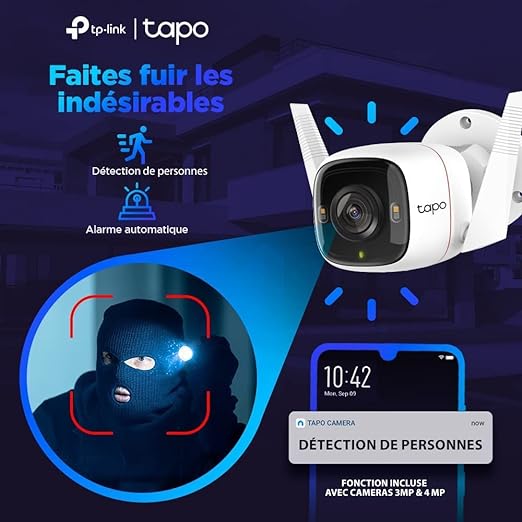 tp-link | tapo
Faites fuir les
indésirables
Détection de personnes
Alarme automatique
tapo
10:42
Mon, Sep 09
TAPO CAMERA now
DÉTECTION DE PERSONNES
FONCTION INCLUSE
AVEC CAMERAS 3MP & 4 MP